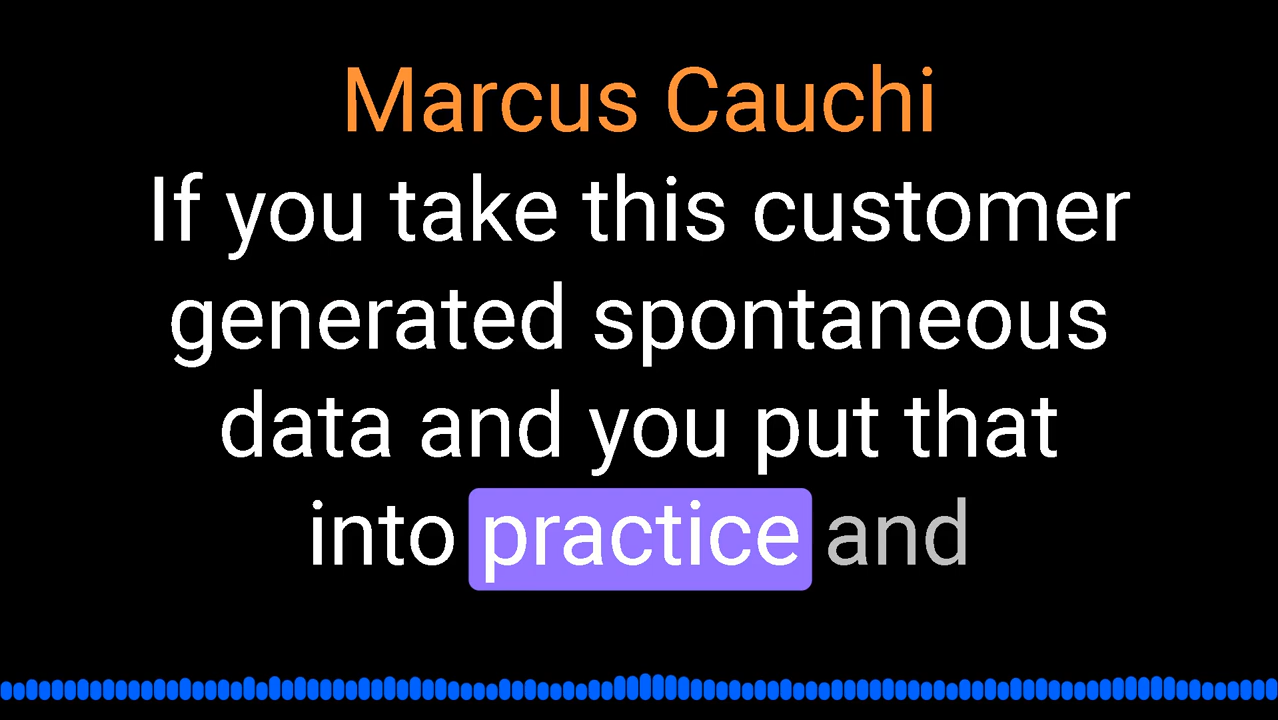 Marcus Cauchi
If you take this customer
generated spontaneous
data and you put that
into practice and